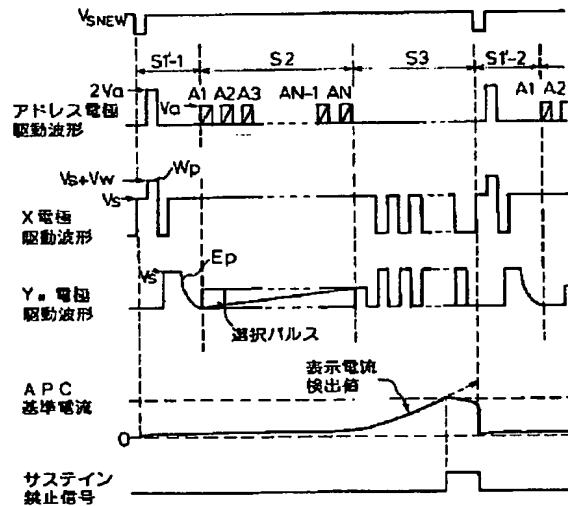 VSNEW
S1'-1 S2 S3 S1'-2
2Va
A1 A2 A3 AN-1 AN A1 A2
Va
アドレス電極
駆動波形
Vs+Vw
Wp
Vs
X電極
駆動波形
Vs
Ep
Yn電極
駆動波形
選択パルス
表示電流
検出値
APC
基準電流
0
サステイン
禁止信号